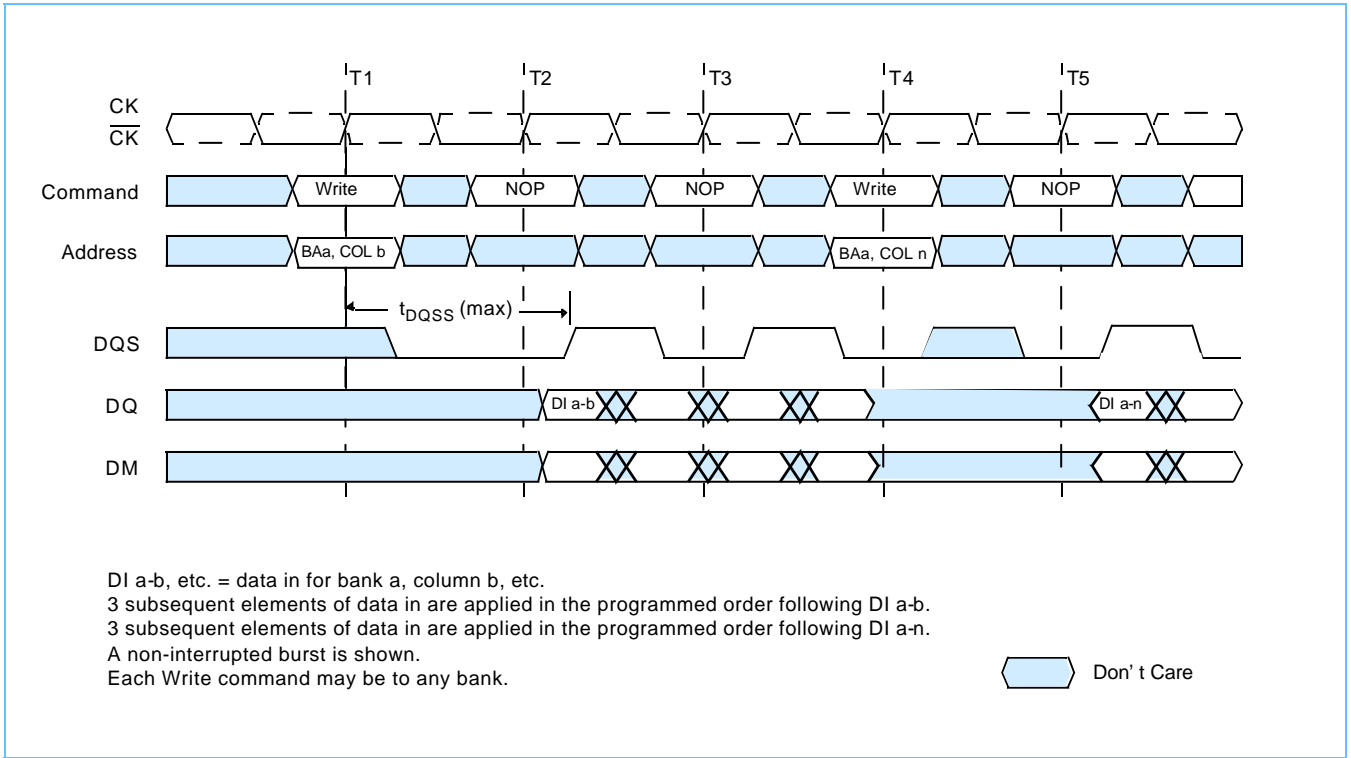 T1 T2 T3 T4 T5
CK
CK
Command Write NOP NOP Write NOP
Address BAa, COL b BAa, COL n
tDQSS (max)
DQS
DQ DI a-b DI a-n
DM
DI a-b, etc. = data in for bank a, column b, etc.
3 subsequent elements of data in are applied in the programmed order following DI a-b.
3 subsequent elements of data in are applied in the programmed order following DI a-n.
A non-interrupted burst is shown.
Each Write command may be to any bank.
Don' t Care